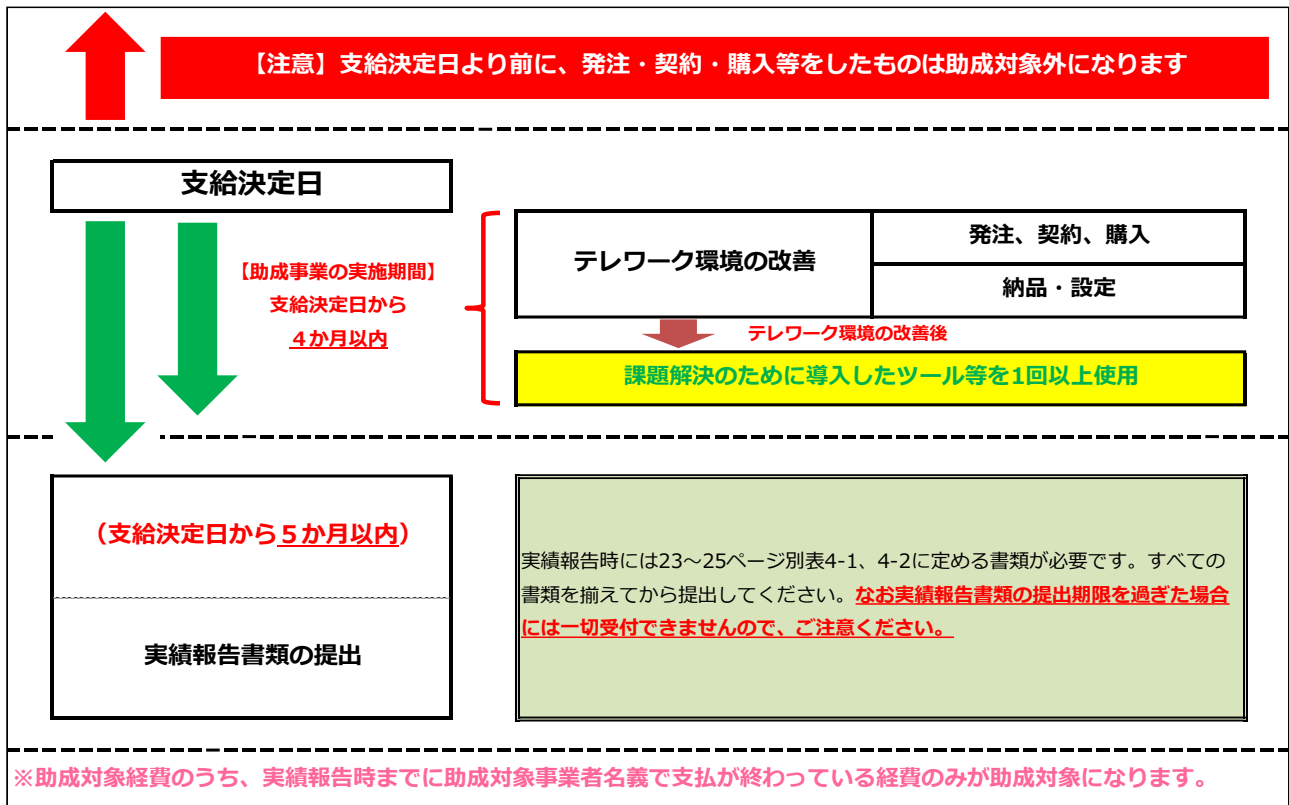 【注意】支給決定日より前に、発注・契約・購入等をしたものは助成対象外になります
支給決定日
【助成事業の実施期間】
支給決定日から
４か月以内
テレワーク環境の改善
発注、契約、購入
納品・設定
テレワーク環境の改善後
課題解決のために導入したツール等を1回以上使用
（支給決定日から５か月以内）
実績報告書類の提出
実績報告時には23～25ページ別表4-1、4-2に定める書類が必要です。すべての
書類を揃えてから提出してください。なお実績報告書類の提出期限を過ぎた場合
には一切受付できませんので、ご注意ください。
※助成対象経費のうち、実績報告時までに助成対象事業者名義で支払が終わっている経費のみが助成対象になります。